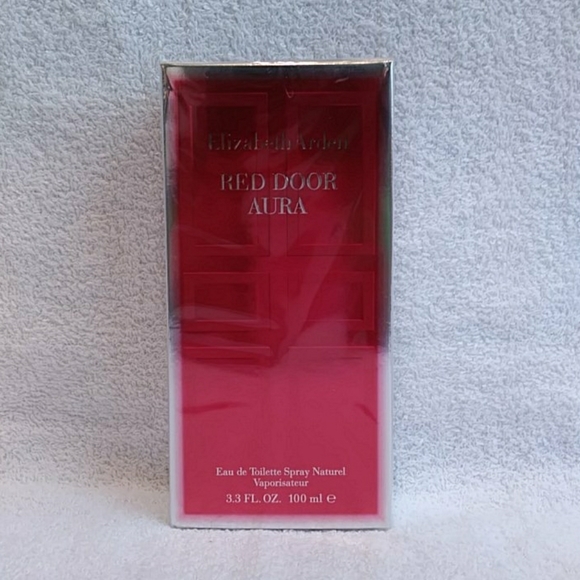 Elizabeth Arden
RED DOOR
AURA
Eau de Toilette Spray Naturel
Vaporisateur
3.3 FL. OZ. 100 ml ℮